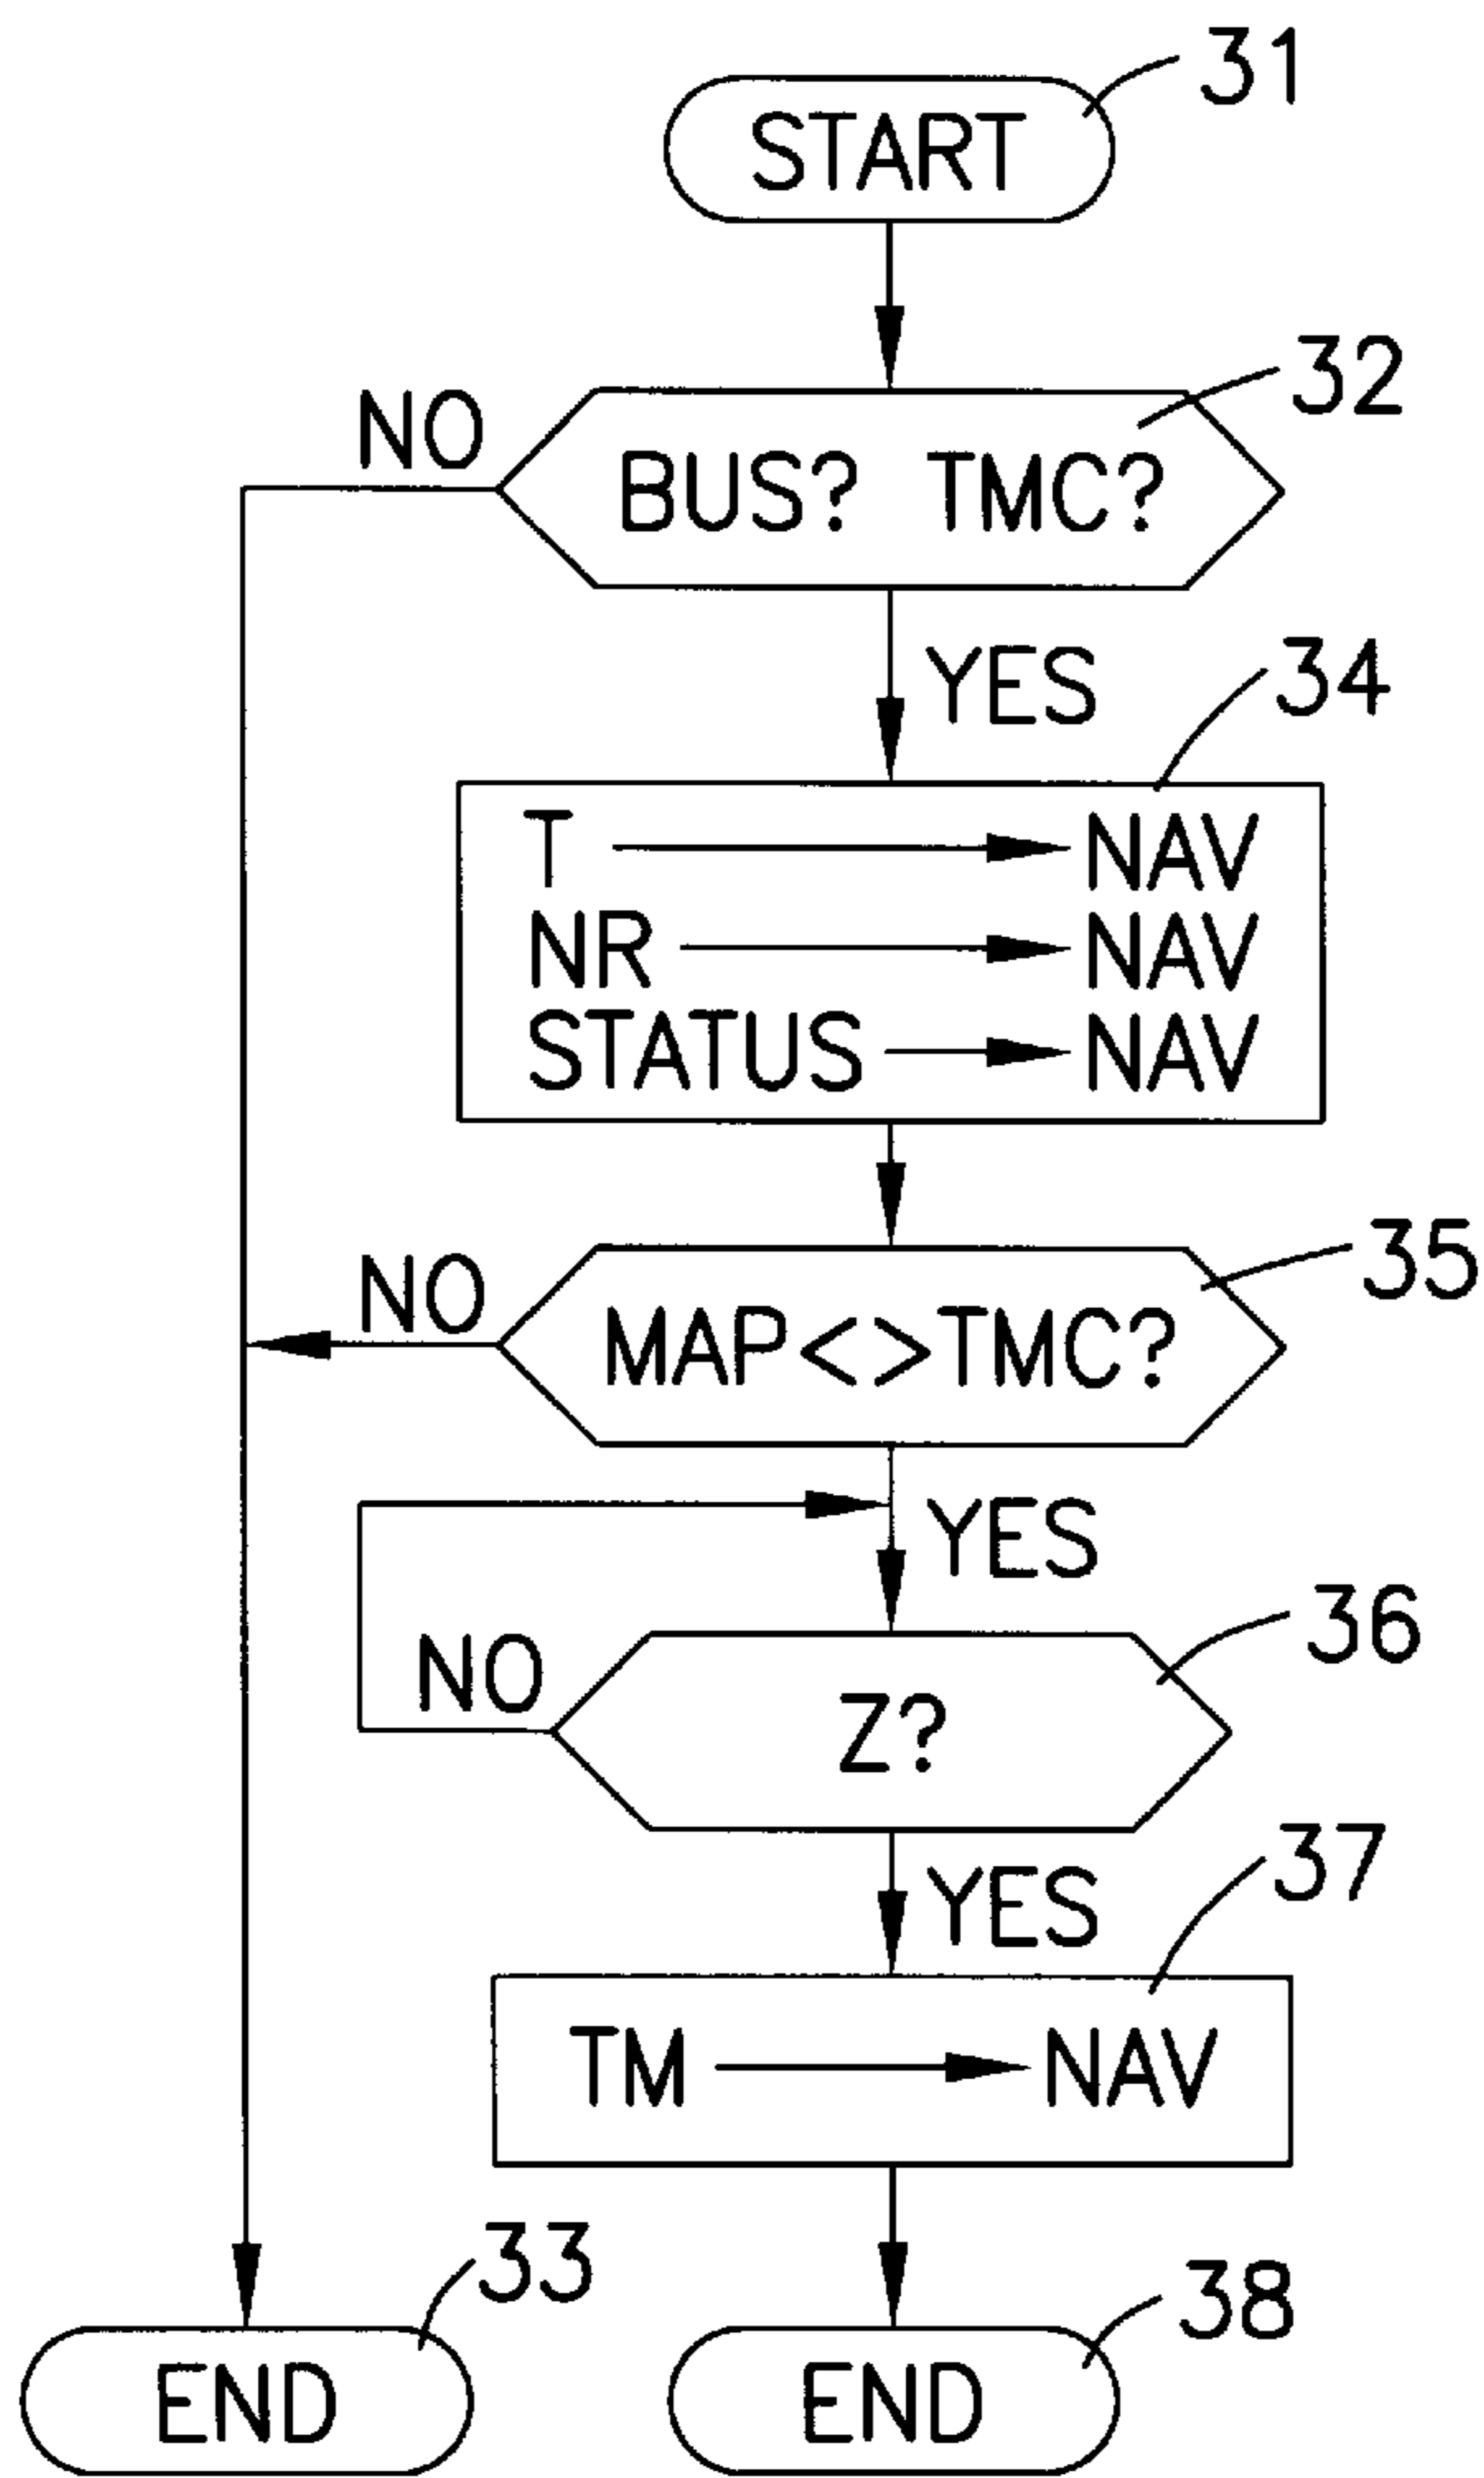 31
START
32
NO
BUS? TMC?
YES
34
T NAV
NR NAV
STATUS NAV
35
NO
MAP<>TMC?
YES
36
NO
Z?
37
YES
TM NAV
33
38
END
END